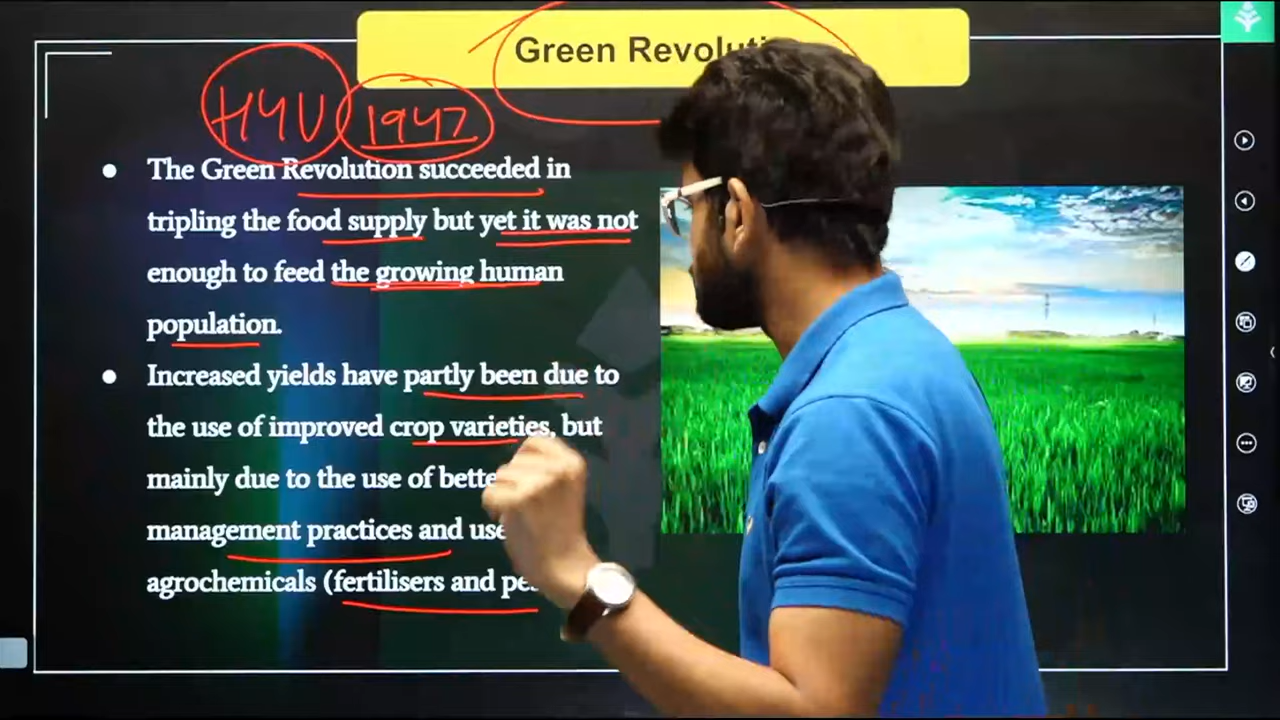 Green Revoluti
HYV 1947
• The Green Revolution succeeded in
tripling the food supply but yet it was not
enough to feed the growing human
population.
• Increased yields have partly been due to
the use of improved crop varieties, but
mainly due to the use of bette
management practices and use
agrochemicals (fertilisers and pe